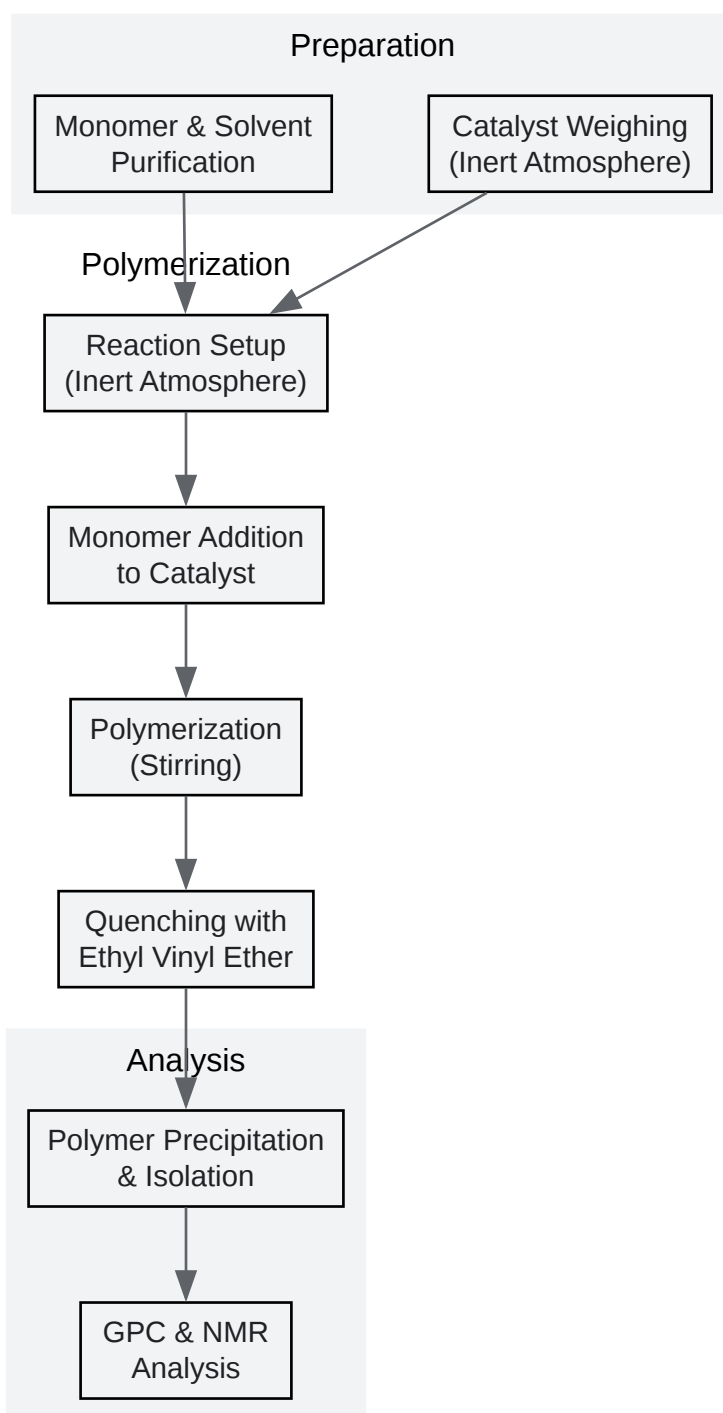 Preparation
Monomer & Solvent
Purification
Catalyst Weighing
(Inert Atmosphere)
Polymerization
Reaction Setup
(Inert Atmosphere)
Monomer Addition
to Catalyst
Polymerization
(Stirring)
Quenching with
Ethyl Vinyl Ether
Analysis
Polymer Precipitation
& Isolation
GPC & NMR
Analysis